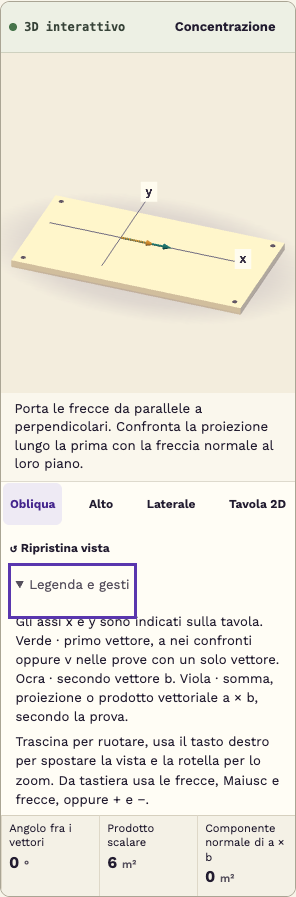 3D interattivo
Concentrazione
y
x
Porta le frecce da parallele a
perpendicolari. Confronta la proiezione
lungo la prima con la freccia normale al
loro piano.
Obliqua
Alto
Laterale
Tavola 2D
↺ Ripristina vista
▼ Legenda e gesti
Gli assi x e y sono indicati sulla tavola.
Verde · primo vettore, a nei confronti
oppure v nelle prove con un solo vettore.
Ocra · secondo vettore b. Viola · somma,
proiezione o prodotto vettoriale a × b,
secondo la prova.
Trascina per ruotare, usa il tasto destro
per spostare la vista e la rotella per lo
zoom. Da tastiera usa le frecce, Maiusc e
frecce, oppure + e −.
Angolo fra i
vettori
0 °
Prodotto
scalare
6 m²
Componente
normale di a ×
b
0 m²